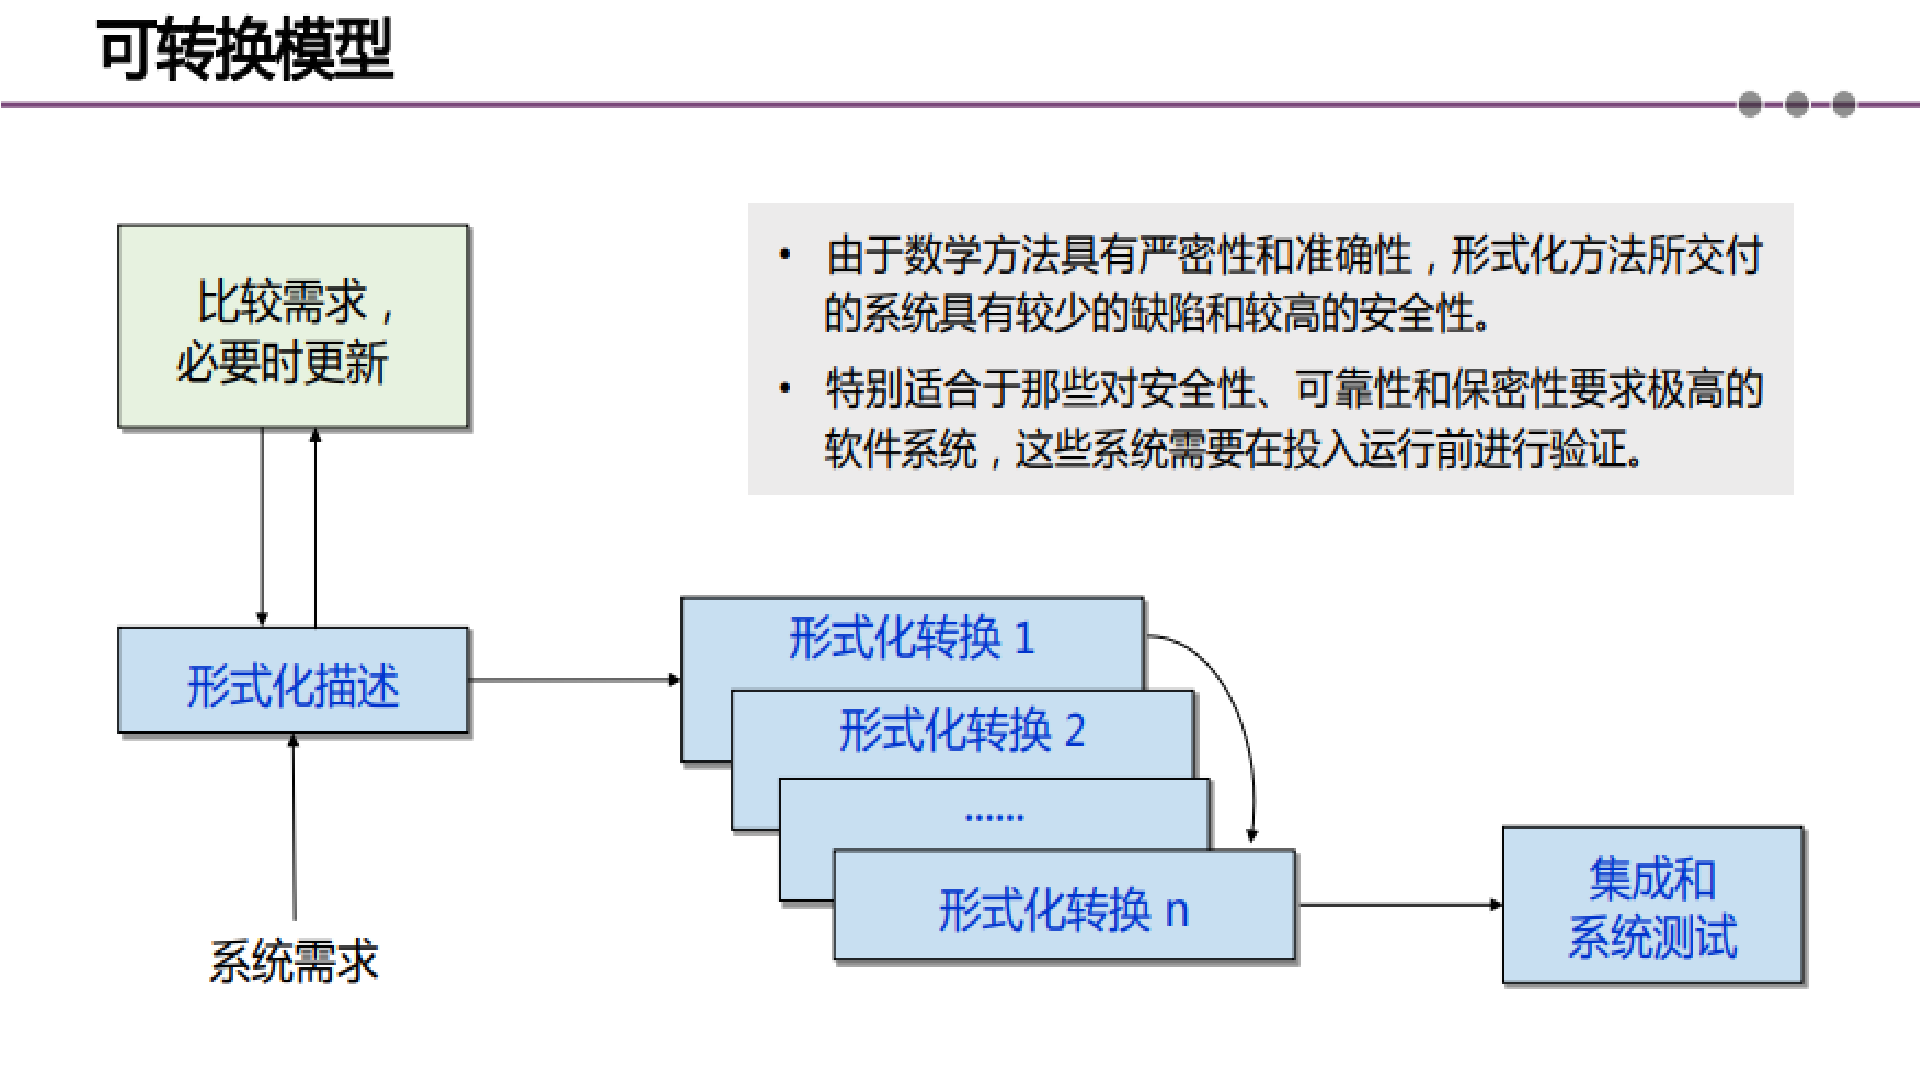 可转换模型
比较需求，
必要时更新
• 由于数学方法具有严密性和准确性，形式化方法所交付
的系统具有较少的缺陷和较高的安全性。
• 特别适合于那些对安全性、可靠性和保密性要求极高的
软件系统，这些系统需要在投入运行前进行验证。
形式化描述
系统需求
形式化转换 1
形式化转换 2
……
形式化转换 n
集成和
系统测试